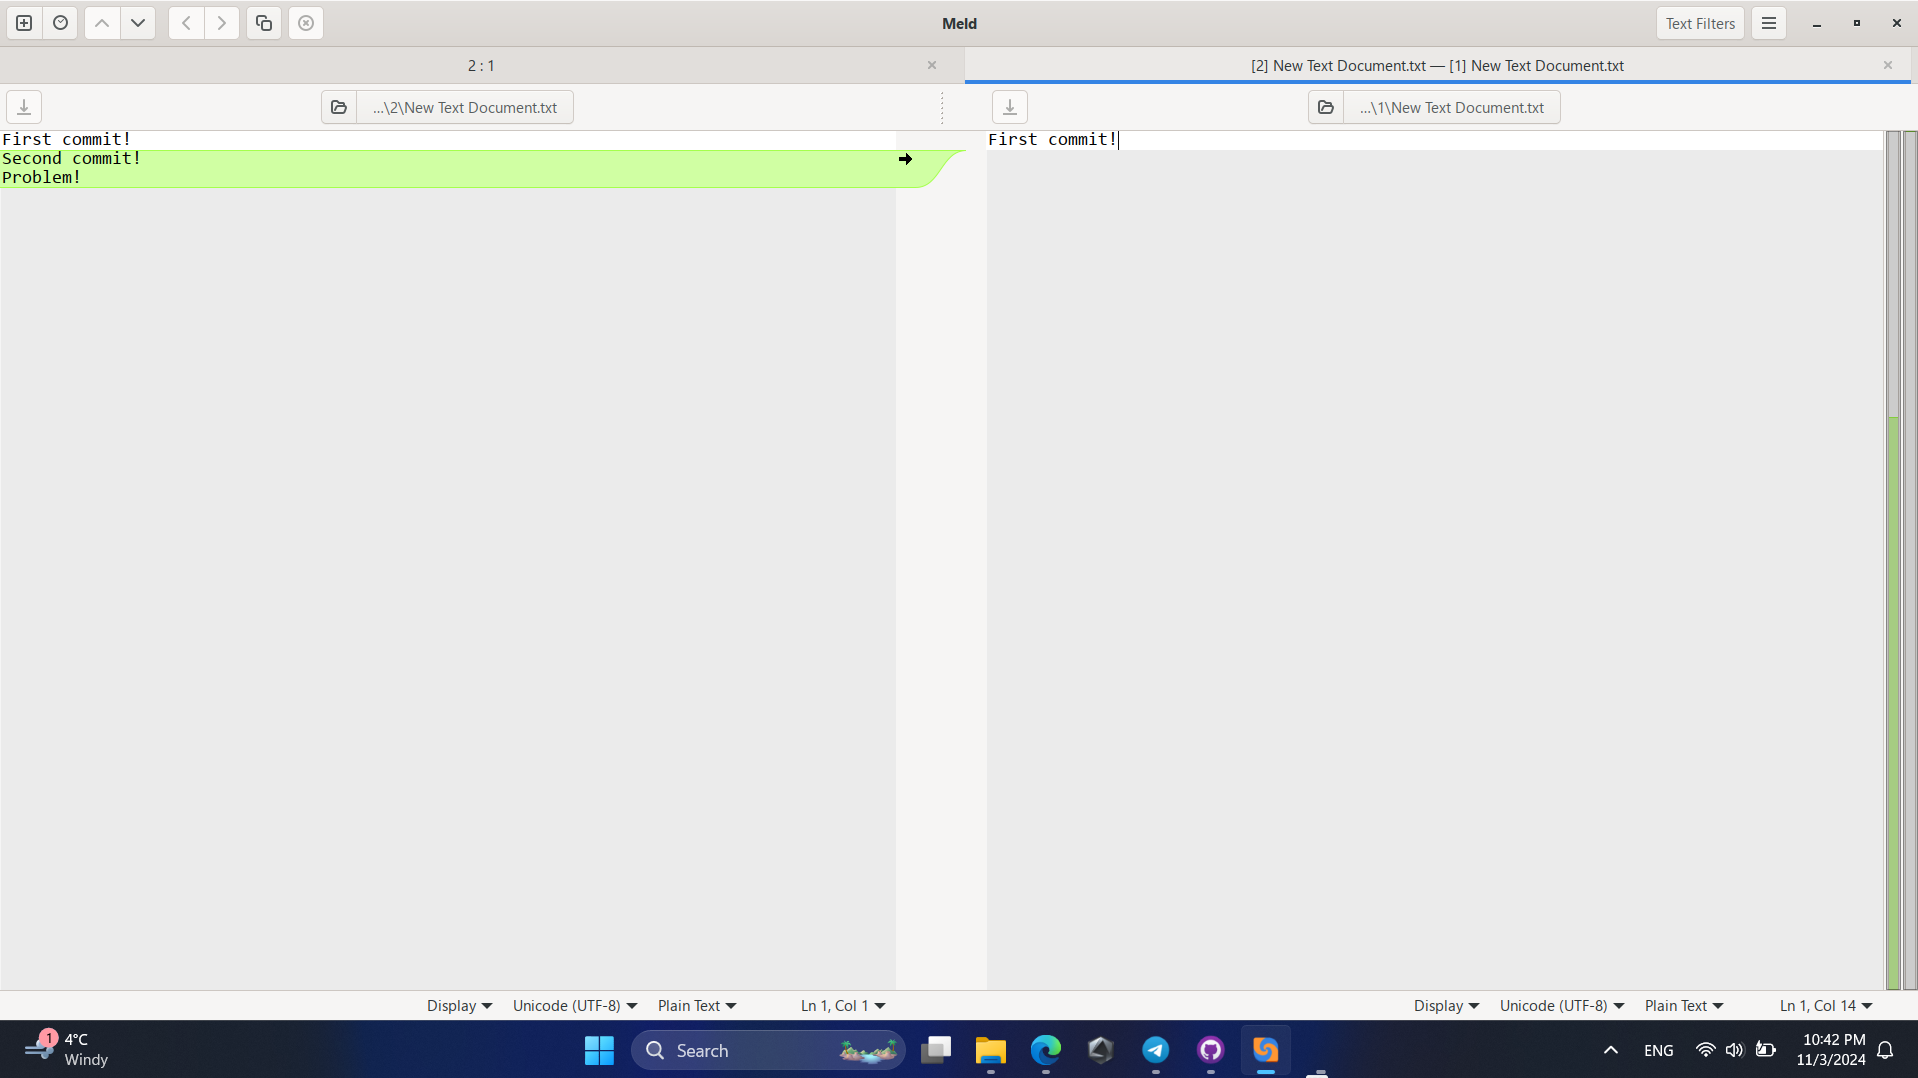 Meld
Text Filters
2 : 1
[2] New Text Document.txt — [1] New Text Document.txt
...\2\New Text Document.txt
...\1\New Text Document.txt
First commit!
Second commit!
Problem!
First commit!
Display
Unicode (UTF-8)
Plain Text
Ln 1, Col 1
Display
Unicode (UTF-8)
Plain Text
Ln 1, Col 14
1
4°C
Windy
Search
ENG
10:42 PM
11/3/2024